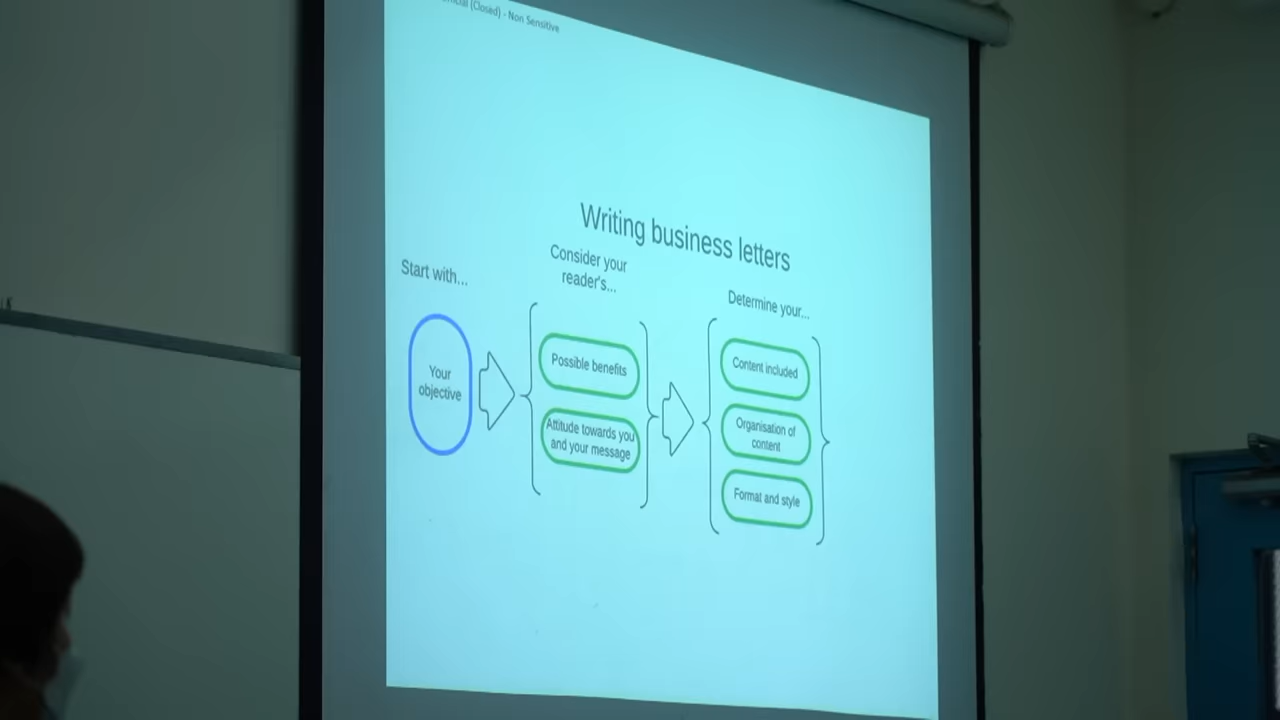 (Closed) - Non Sensitive
Writing business letters
Start with...
Consider your
reader's...
Determine your...
Your
objective
Possible benefits
Attitude towards you
and your message
Content included
Organisation of
content
Format and style